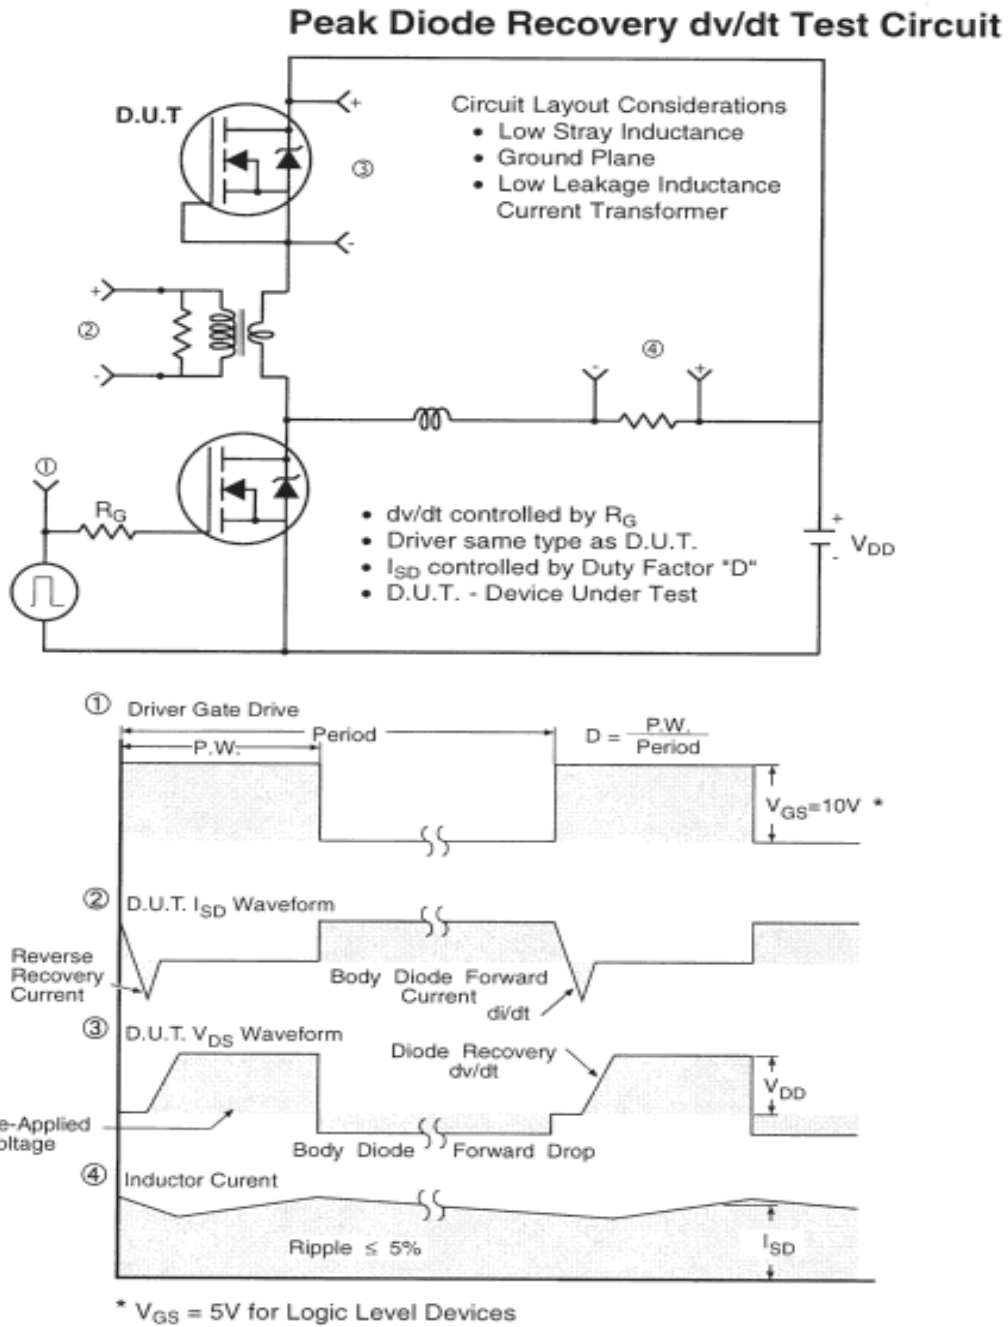 Peak Diode Recovery dv/dt Test Circuit
D.U.T
+
③
-
Circuit Layout Considerations
• Low Stray Inductance
• Ground Plane
• Low Leakage Inductance
Current Transformer
+
②
-
④
- +
①
RG
• dv/dt controlled by RG
• Driver same type as D.U.T.
• ISD controlled by Duty Factor "D"
• D.U.T. - Device Under Test
+
VDD
-
① Driver Gate Drive
Period
P.W.
D = P.W.
Period
VGS=10V *
② D.U.T. ISD Waveform
Reverse
Recovery
Current
Body Diode Forward
Current
di/dt
③ D.U.T. VDS Waveform
Diode Recovery
dv/dt
VDD
e-Applied
oltage
Body Diode Forward Drop
④ Inductor Curent
Ripple ≤ 5%
ISD
* VGS = 5V for Logic Level Devices